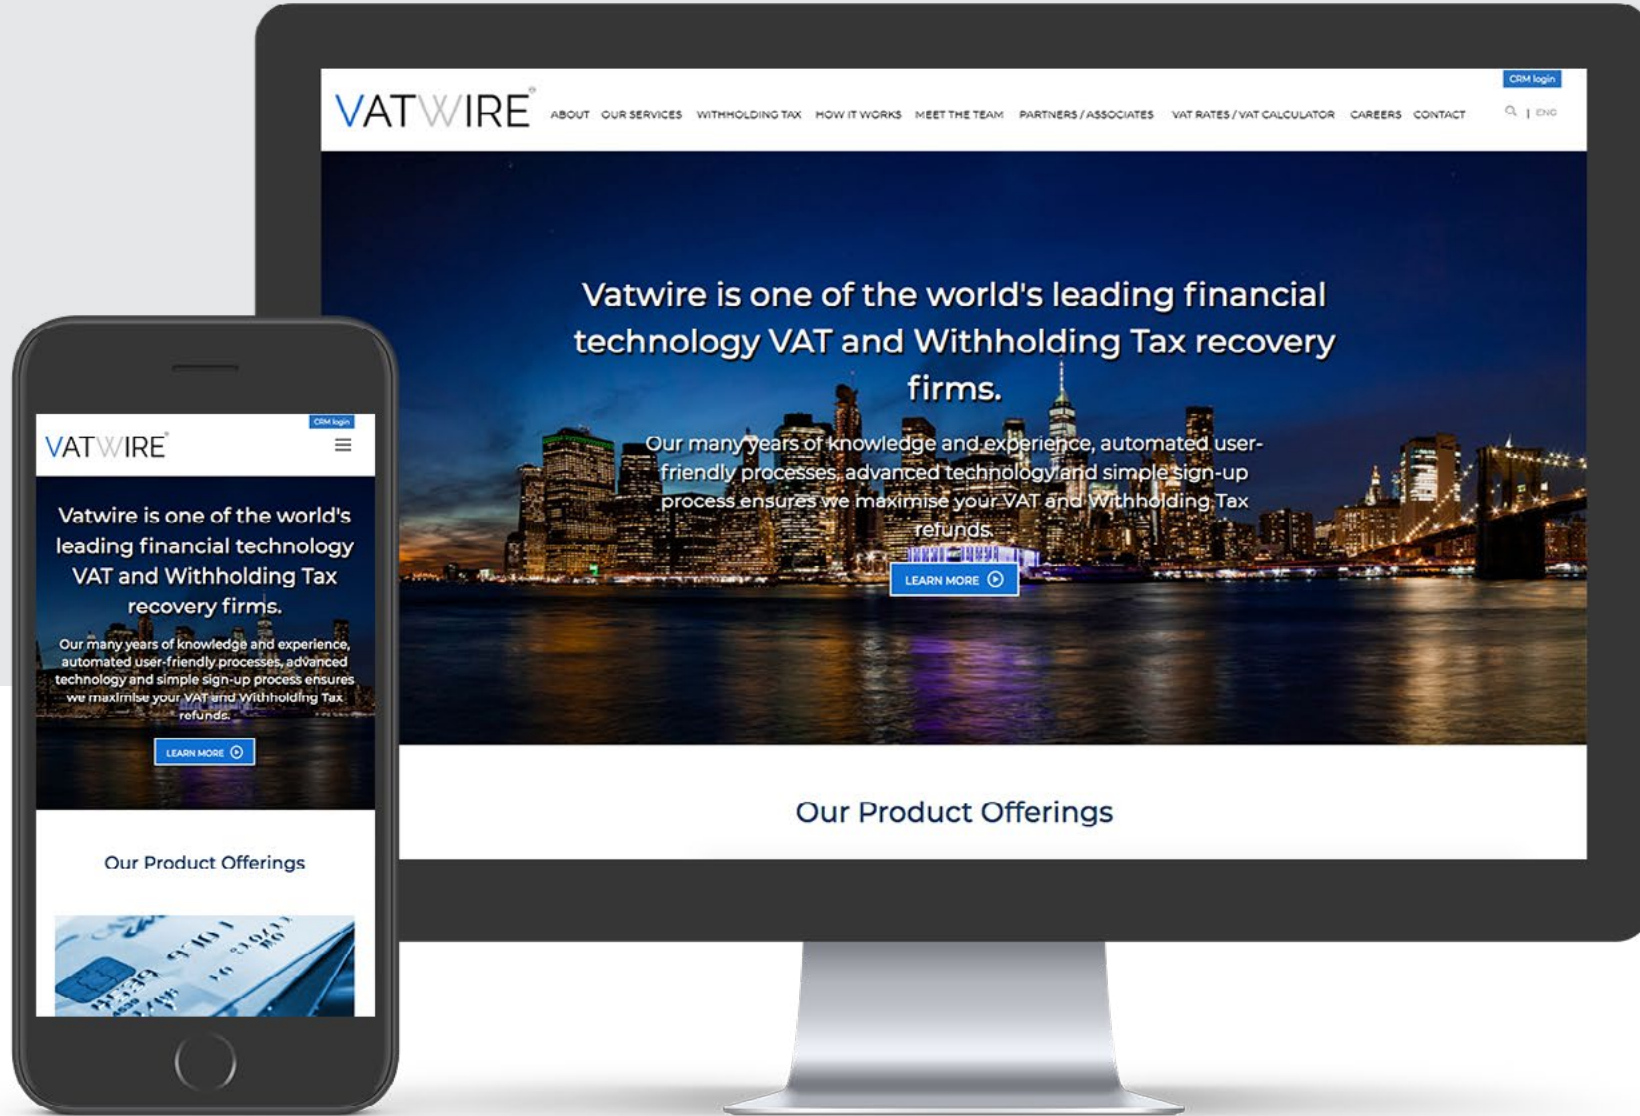 CRM login
VATWIRE®
ABOUT OUR SERVICES WITHHOLDING TAX HOW IT WORKS MEET THE TEAM PARTNERS / ASSOCIATES VAT RATES / VAT CALCULATOR CAREERS CONTACT | ENG
Vatwire is one of the world's leading financial
technology VAT and Withholding Tax recovery
firms.
Our many years of knowledge and experience, automated user-
friendly processes, advanced technology and simple sign-up
process ensures we maximise your VAT and Withholding Tax
refunds.
LEARN MORE
Our Product Offerings
CRM login
VATWIRE®
Vatwire is one of the world's
leading financial technology
VAT and Withholding Tax
recovery firms.
Our many years of knowledge and experience,
automated user-friendly processes, advanced
technology and simple sign-up process ensures
we maximise your VAT and Withholding Tax
refunds.
LEARN MORE
Our Product Offerings